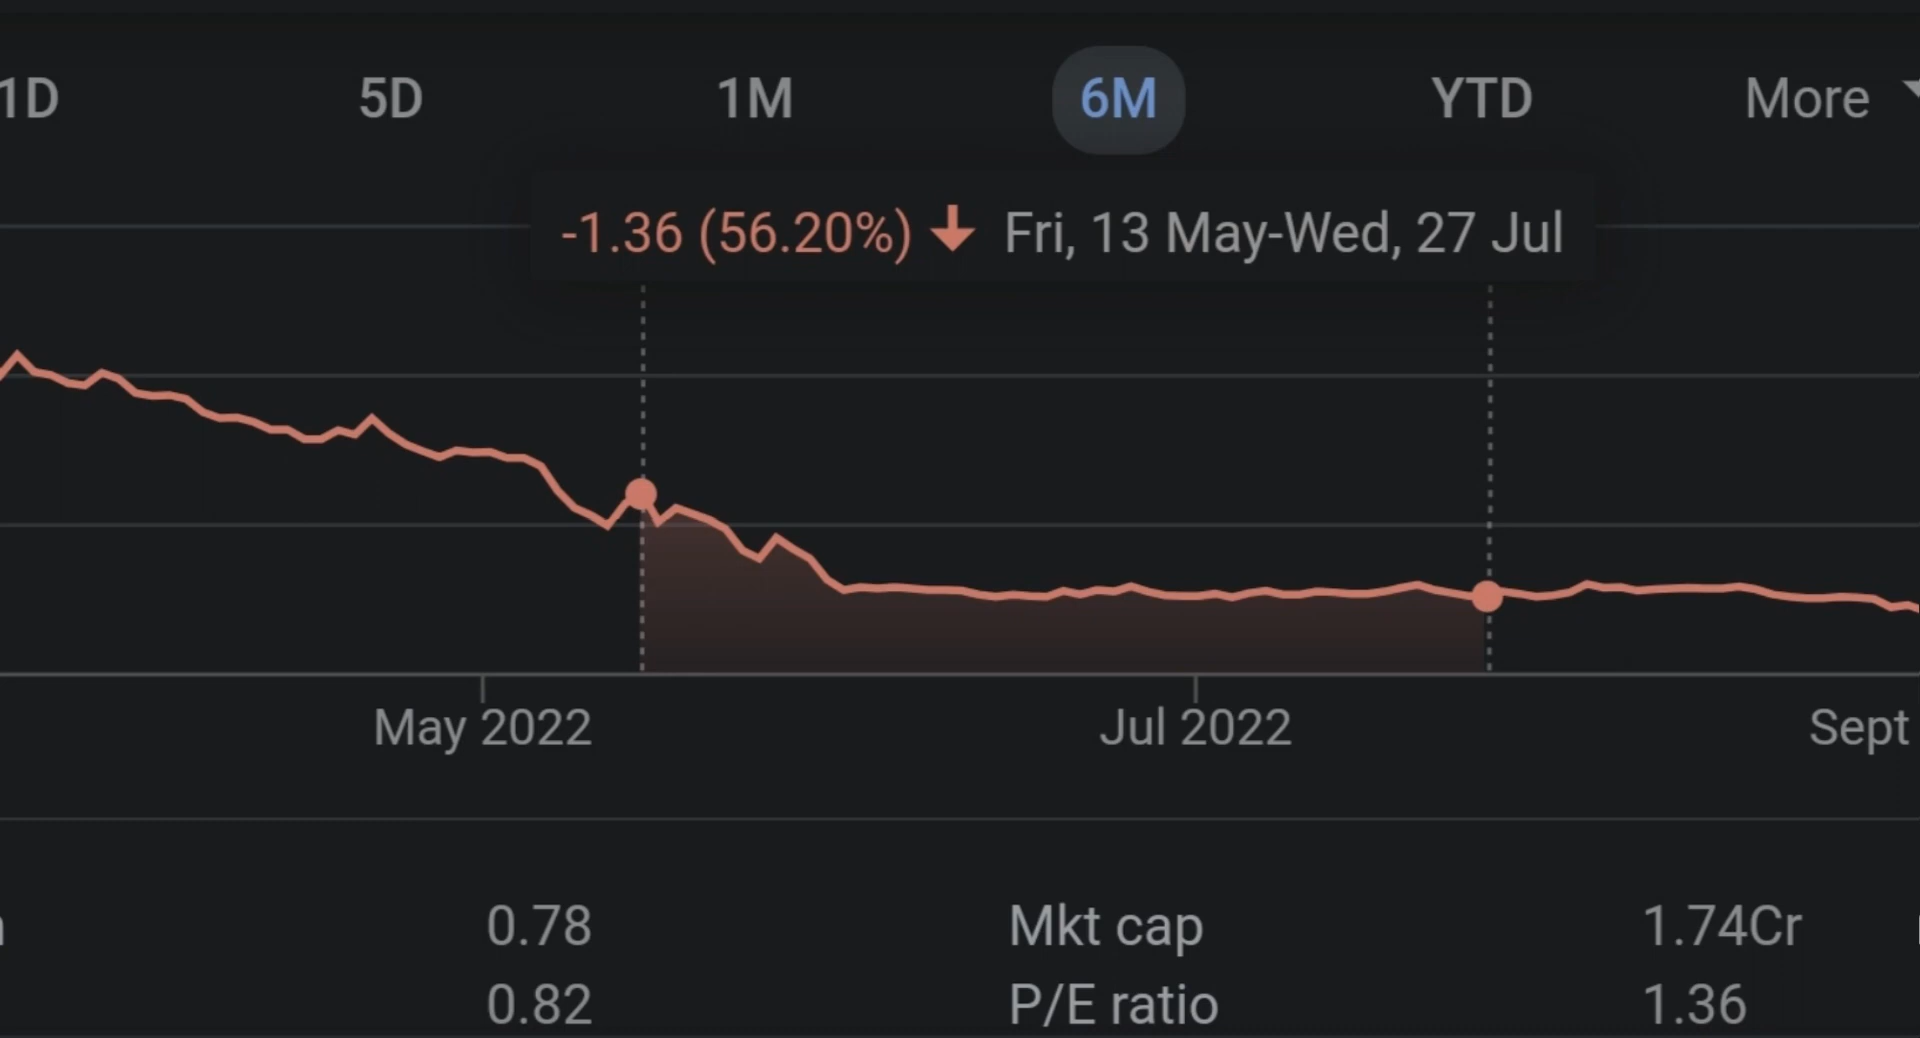 1D 5D 1M 6M YTD More
-1.36 (56.20%) Fri, 13 May-Wed, 27 Jul
May 2022 Jul 2022 Sept
0.78 Mkt cap 1.74Cr
0.82 P/E ratio 1.36